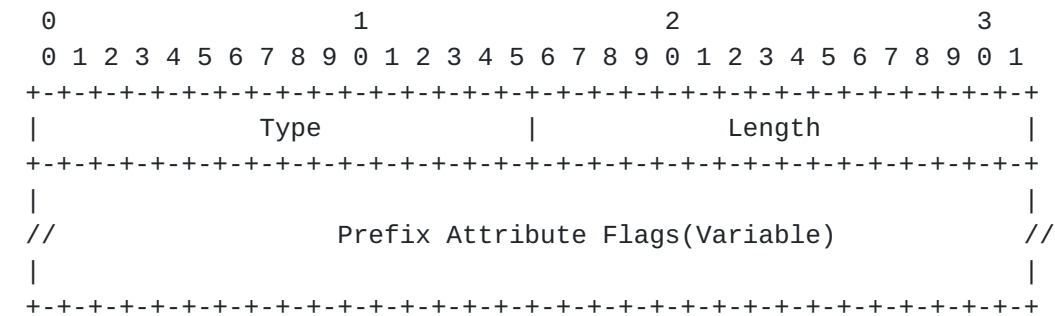 0                   1                   2                   3
 0 1 2 3 4 5 6 7 8 9 0 1 2 3 4 5 6 7 8 9 0 1 2 3 4 5 6 7 8 9 0 1
+-+-+-+-+-+-+-+-+-+-+-+-+-+-+-+-+-+-+-+-+-+-+-+-+-+-+-+-+-+-+-+-+
|              Type             |            Length             |
+-+-+-+-+-+-+-+-+-+-+-+-+-+-+-+-+-+-+-+-+-+-+-+-+-+-+-+-+-+-+-+-+
|                                                               |
//                  Prefix Attribute Flags(Variable)            //
|                                                               |
+-+-+-+-+-+-+-+-+-+-+-+-+-+-+-+-+-+-+-+-+-+-+-+-+-+-+-+-+-+-+-+-+